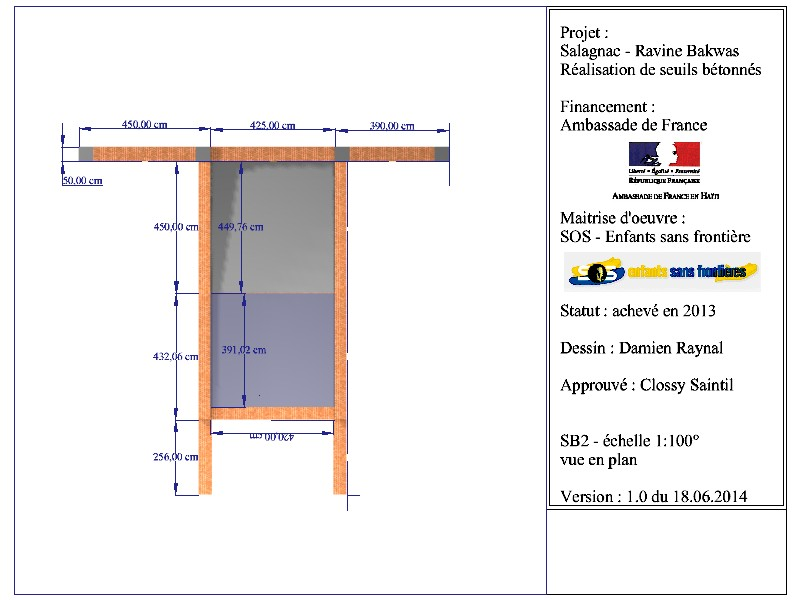 450,00 cm
425,00 cm
390,00 cm
50,00 cm
450,00 cm
449,76 cm
432,06 cm
391,02 cm
420,00 cm
256,00 cm
Projet :
Salagnac - Ravine Bakwas
Réalisation de seuils bétonnés
Financement :
Ambassade de France
Liberté • Égalité • Fraternité
RÉPUBLIQUE FRANÇAISE
AMBASSADE DE FRANCE EN HAÏTI
Maitrise d'oeuvre :
SOS - Enfants sans frontière
SOS enfants sans frontières
Statut : achevé en 2013
Dessin : Damien Raynal
Approuvé : Clossy Saintil
SB2 - échelle 1:100°
vue en plan
Version : 1.0 du 18.06.2014